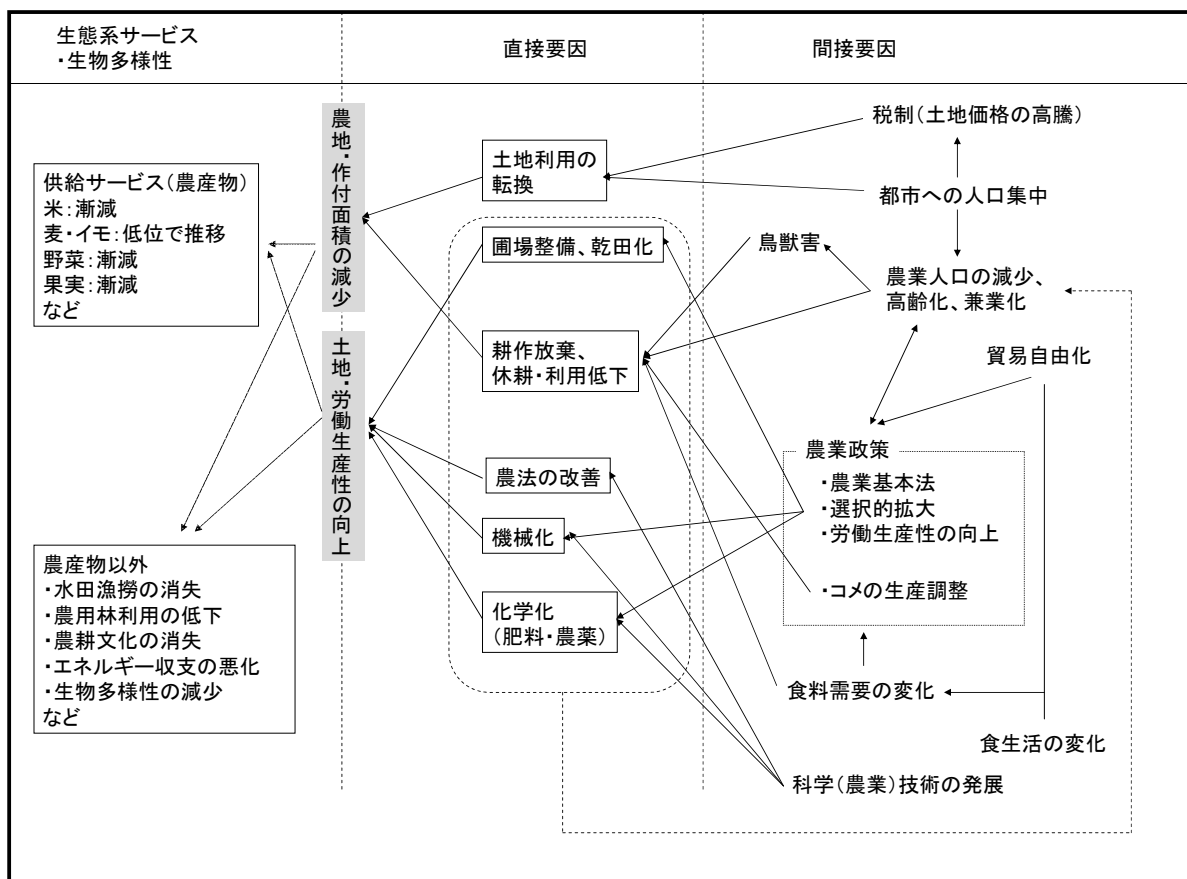 生態系サービス
・生物多様性
直接要因
間接要因
農地・作付面積の減少
土地・労働生産性の向上
供給サービス(農産物)
米:漸減
麦・イモ:低位で推移
野菜:漸減
果実:漸減
など
農産物以外
・水田漁撈の消失
・農用林利用の低下
・農耕文化の消失
・エネルギー収支の悪化
・生物多様性の減少
など
土地利用の
転換
圃場整備、乾田化
耕作放棄、
休耕・利用低下
農法の改善
機械化
化学化
(肥料・農薬)
税制(土地価格の高騰)
都市への人口集中
鳥獣害
農業人口の減少、
高齢化、兼業化
貿易自由化
農業政策
・農業基本法
・選択的拡大
・労働生産性の向上
・コメの生産調整
食料需要の変化
食生活の変化
科学(農業)技術の発展